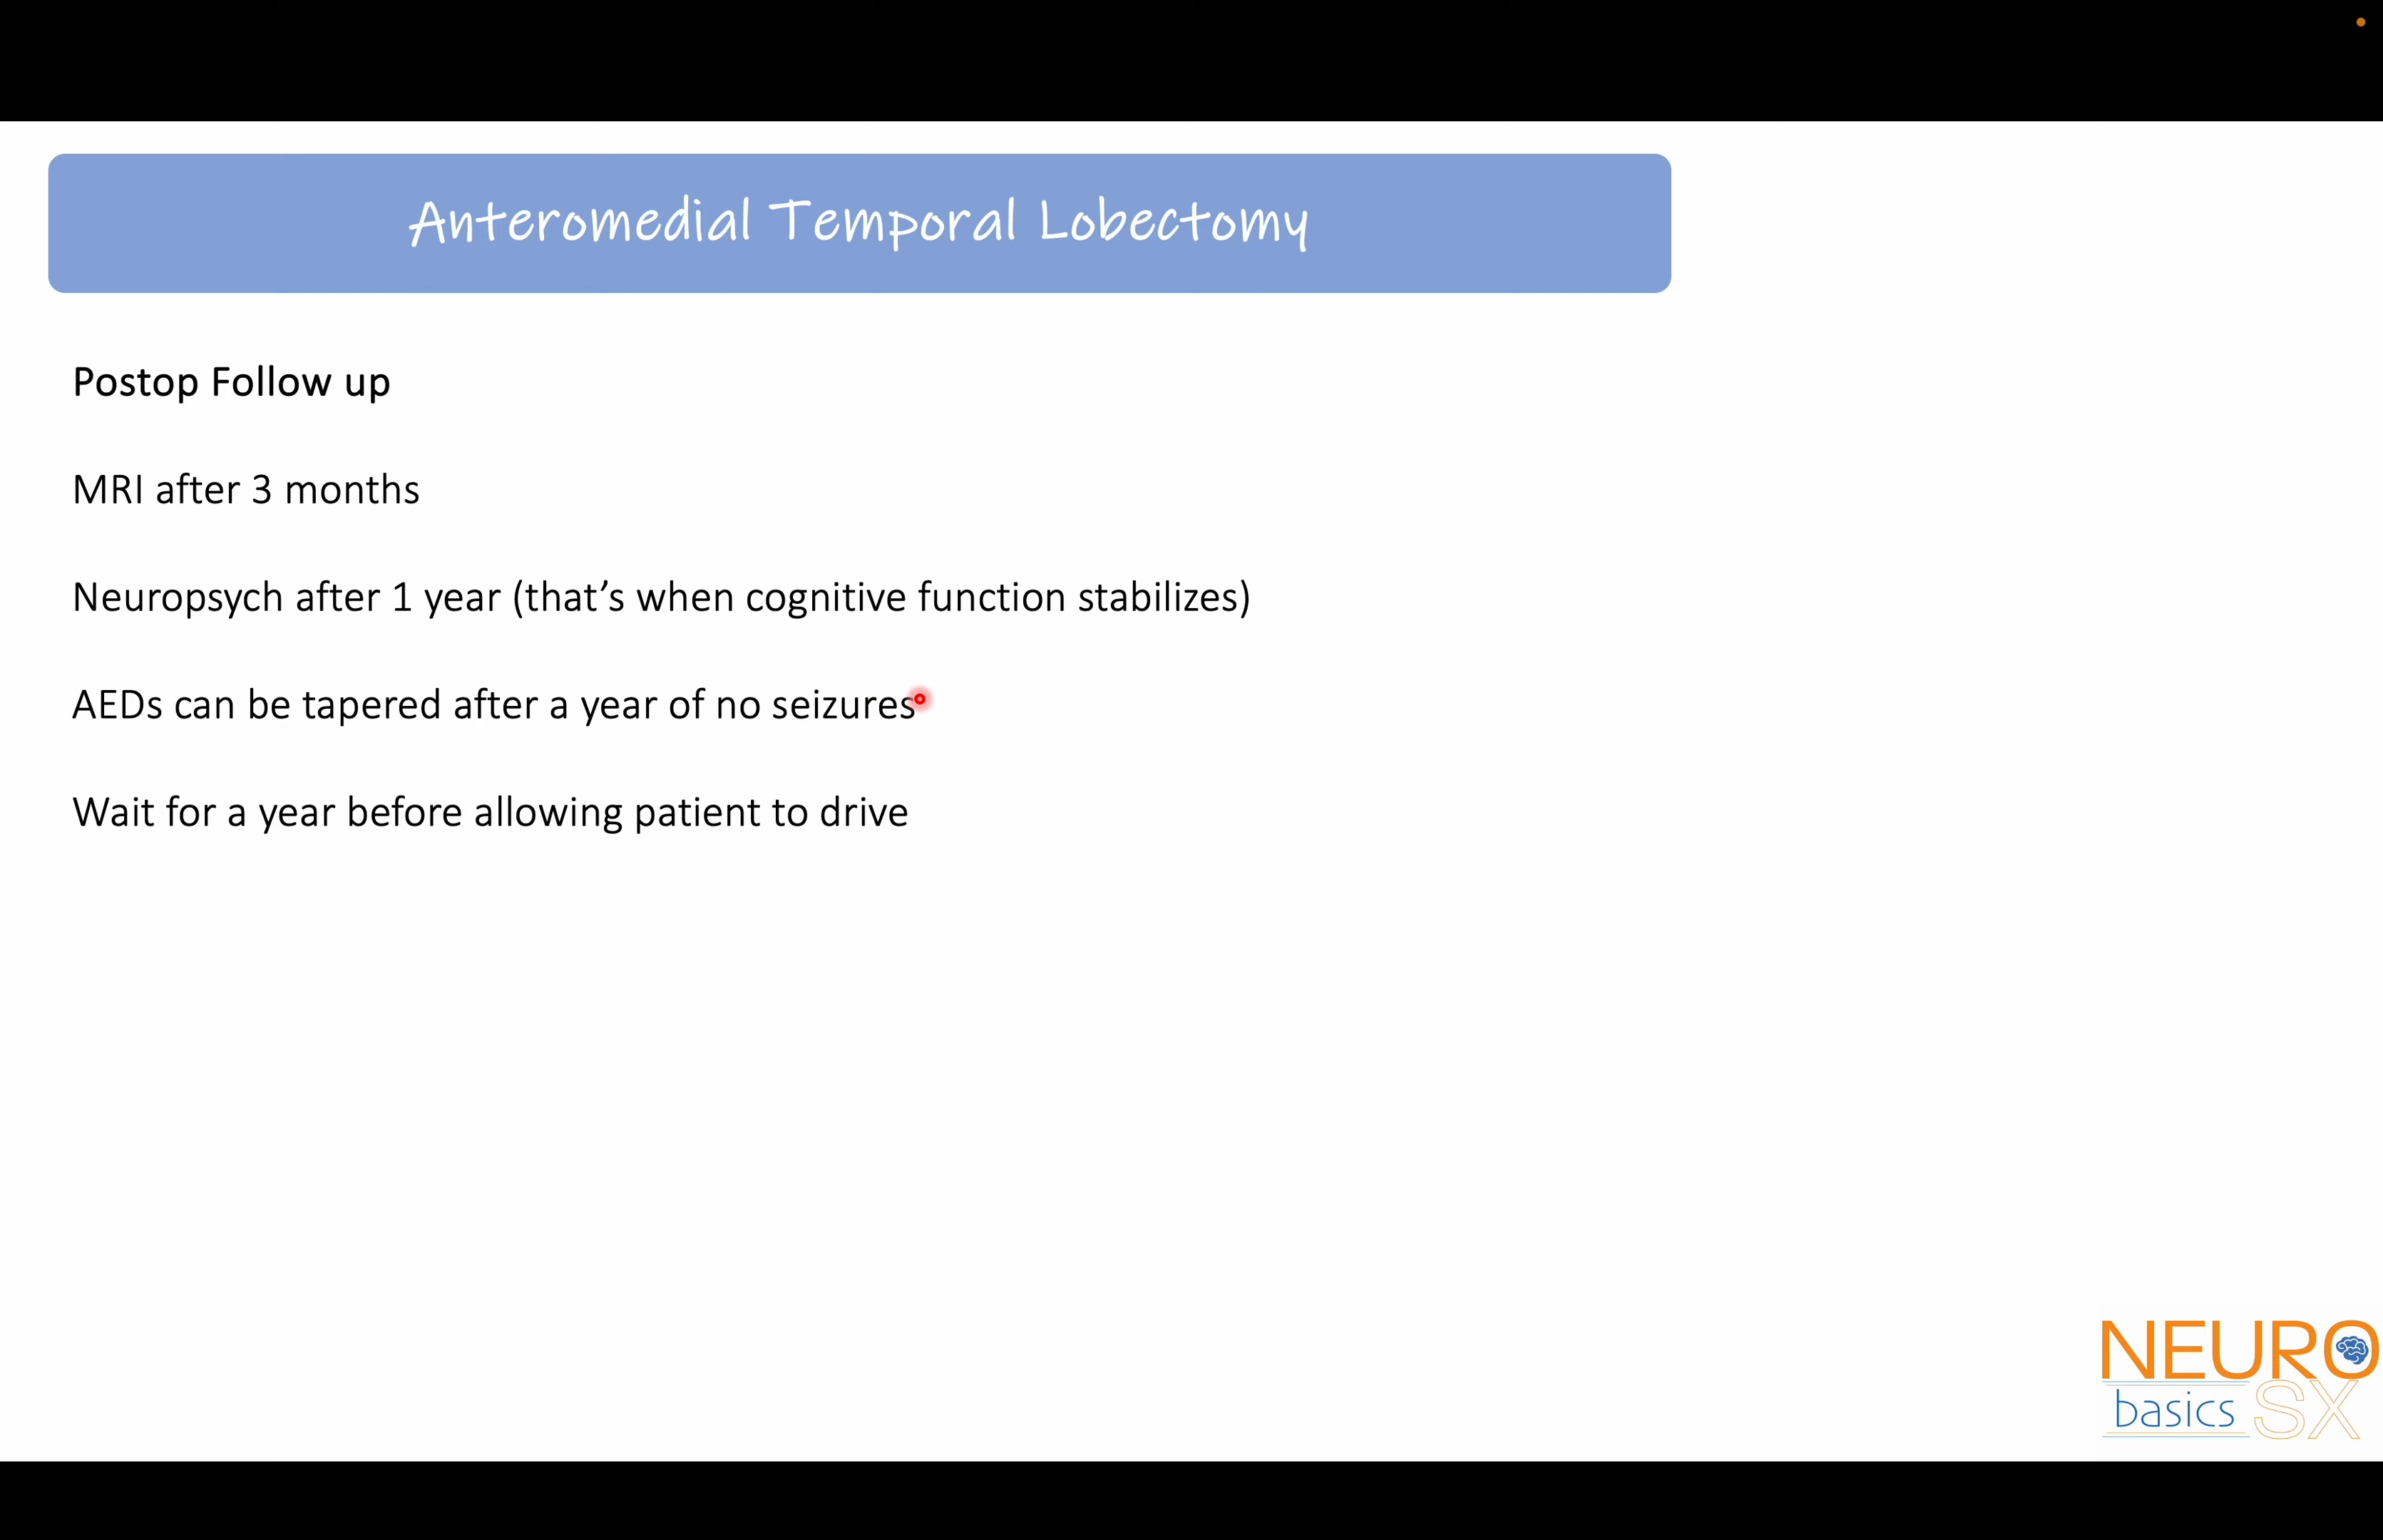 Anteromedial Temporal Lobectomy
Postop Follow up
MRI after 3 months
Neuropsych after 1 year (that’s when cognitive function stabilizes)
AEDs can be tapered after a year of no seizures
Wait for a year before allowing patient to drive
NEURO
basics SX